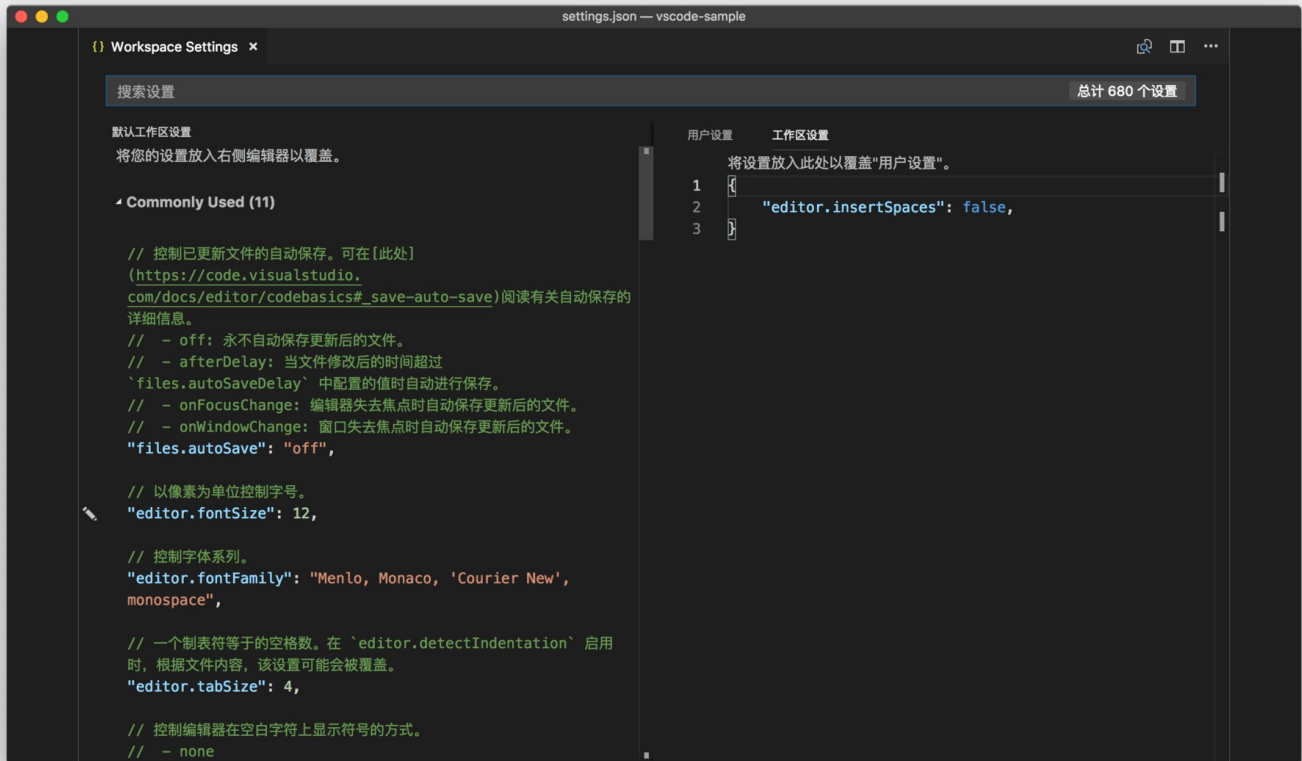 settings.json — vscode-sample
{} Workspace Settings ×
搜索设置
总计 680 个设置
默认工作区设置
将您的设置放入右侧编辑器以覆盖。
Commonly Used (11)
// 控制已更新文件的自动保存。可在[此处]
(https://code.visualstudio.
com/docs/editor/codebasics#_save-auto-save)阅读有关自动保存的
详细信息。
//  - off: 永不自动保存更新后的文件。
//  - afterDelay: 当文件修改后的时间超过
`files.autoSaveDelay` 中配置的值时自动进行保存。
//  - onFocusChange: 编辑器失去焦点时自动保存更新后的文件。
//  - onWindowChange: 窗口失去焦点时自动保存更新后的文件。
"files.autoSave": "off",
// 以像素为单位控制字号。
"editor.fontSize": 12,
// 控制字体系列。
"editor.fontFamily": "Menlo, Monaco, 'Courier New',
monospace",
// 一个制表符等于的空格数。在 `editor.detectIndentation` 启用
时，根据文件内容，该设置可能会被覆盖。
"editor.tabSize": 4,
// 控制编辑器在空白字符上显示符号的方式。
//  - none
用户设置 工作区设置
将设置放入此处以覆盖"用户设置"。
1 {
2 "editor.insertSpaces": false,
3 }